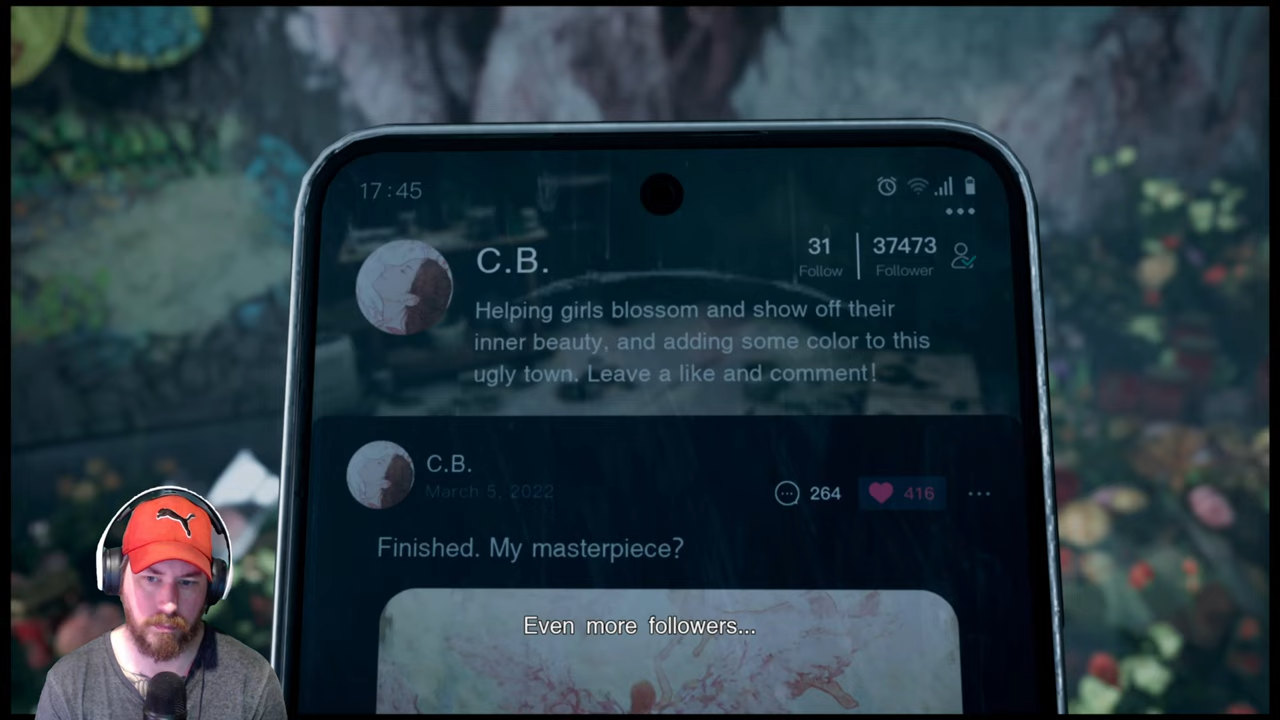 17:45
C.B.
31
37473
Follow
Follower
Helping girls blossom and show off their
inner beauty, and adding some color to this
ugly town. Leave a like and comment!
C.B.
March 5, 2022
264
416
Finished. My masterpiece?
Even more followers...